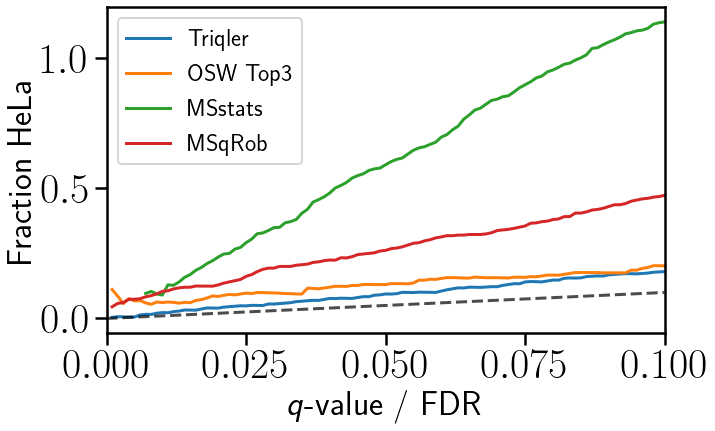 Triqler
OSW Top3
MSstats
MSqRob
Fraction HeLa
1.0
0.5
0.0
0.000 0.025 0.050 0.075 0.100
q-value / FDR